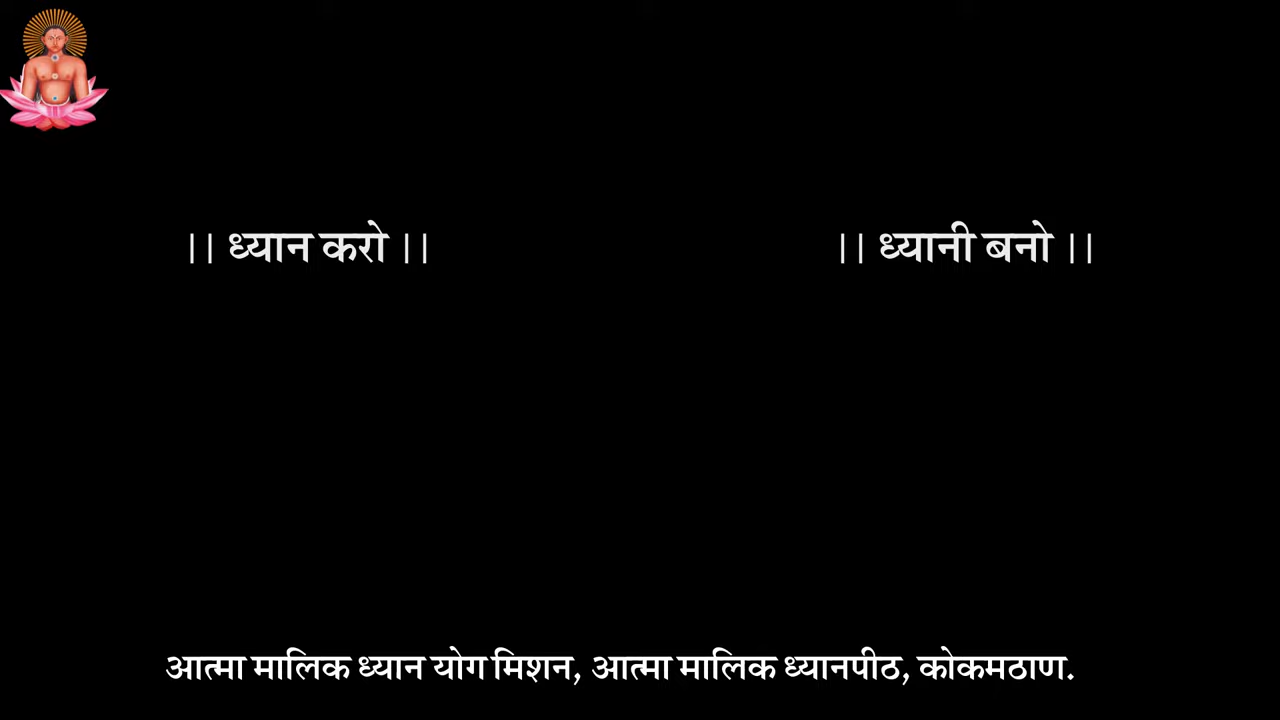 || ध्यान करो ||
|| ध्यानी बनो ||
आत्मा मालिक ध्यान योग मिशन, आत्मा मालिक ध्यानपीठ, कोकमठाण.